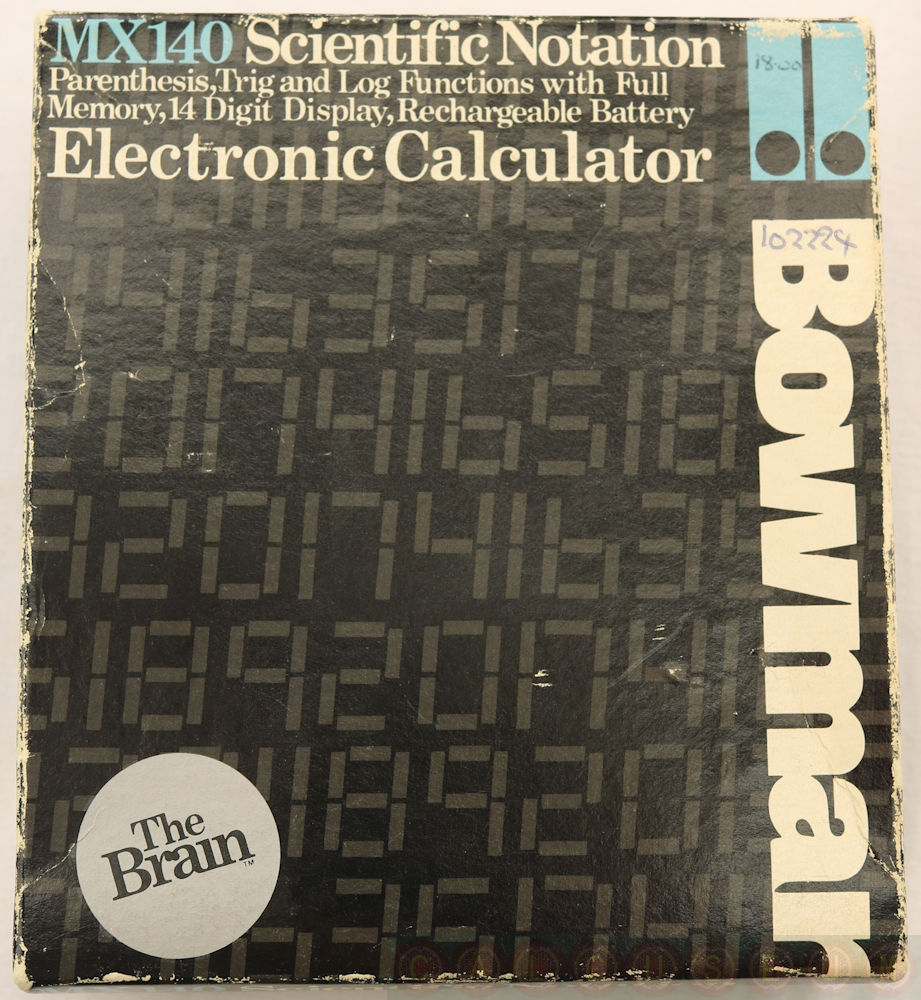 MX140 Scientific Notation
Parenthesis, Trig and Log Functions with Full
Memory, 14 Digit Display, Rechargeable Battery
Electronic Calculator
18.00
102224
Bowmar
The
Brain™